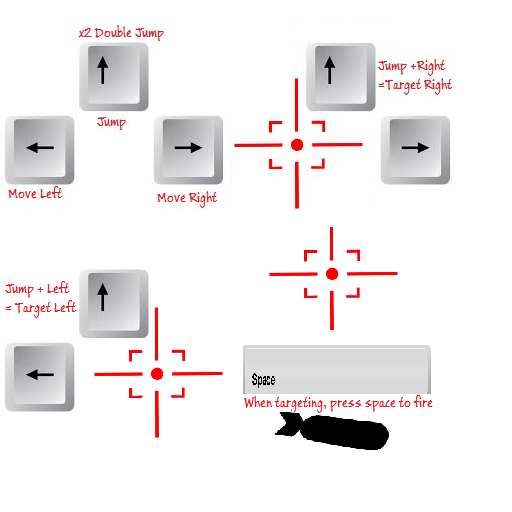 x2 Double Jump
Jump
Move Left
Move Right
Jump +Right
=Target Right
Jump + Left
= Target Left
Space
When targeting, press space to fire